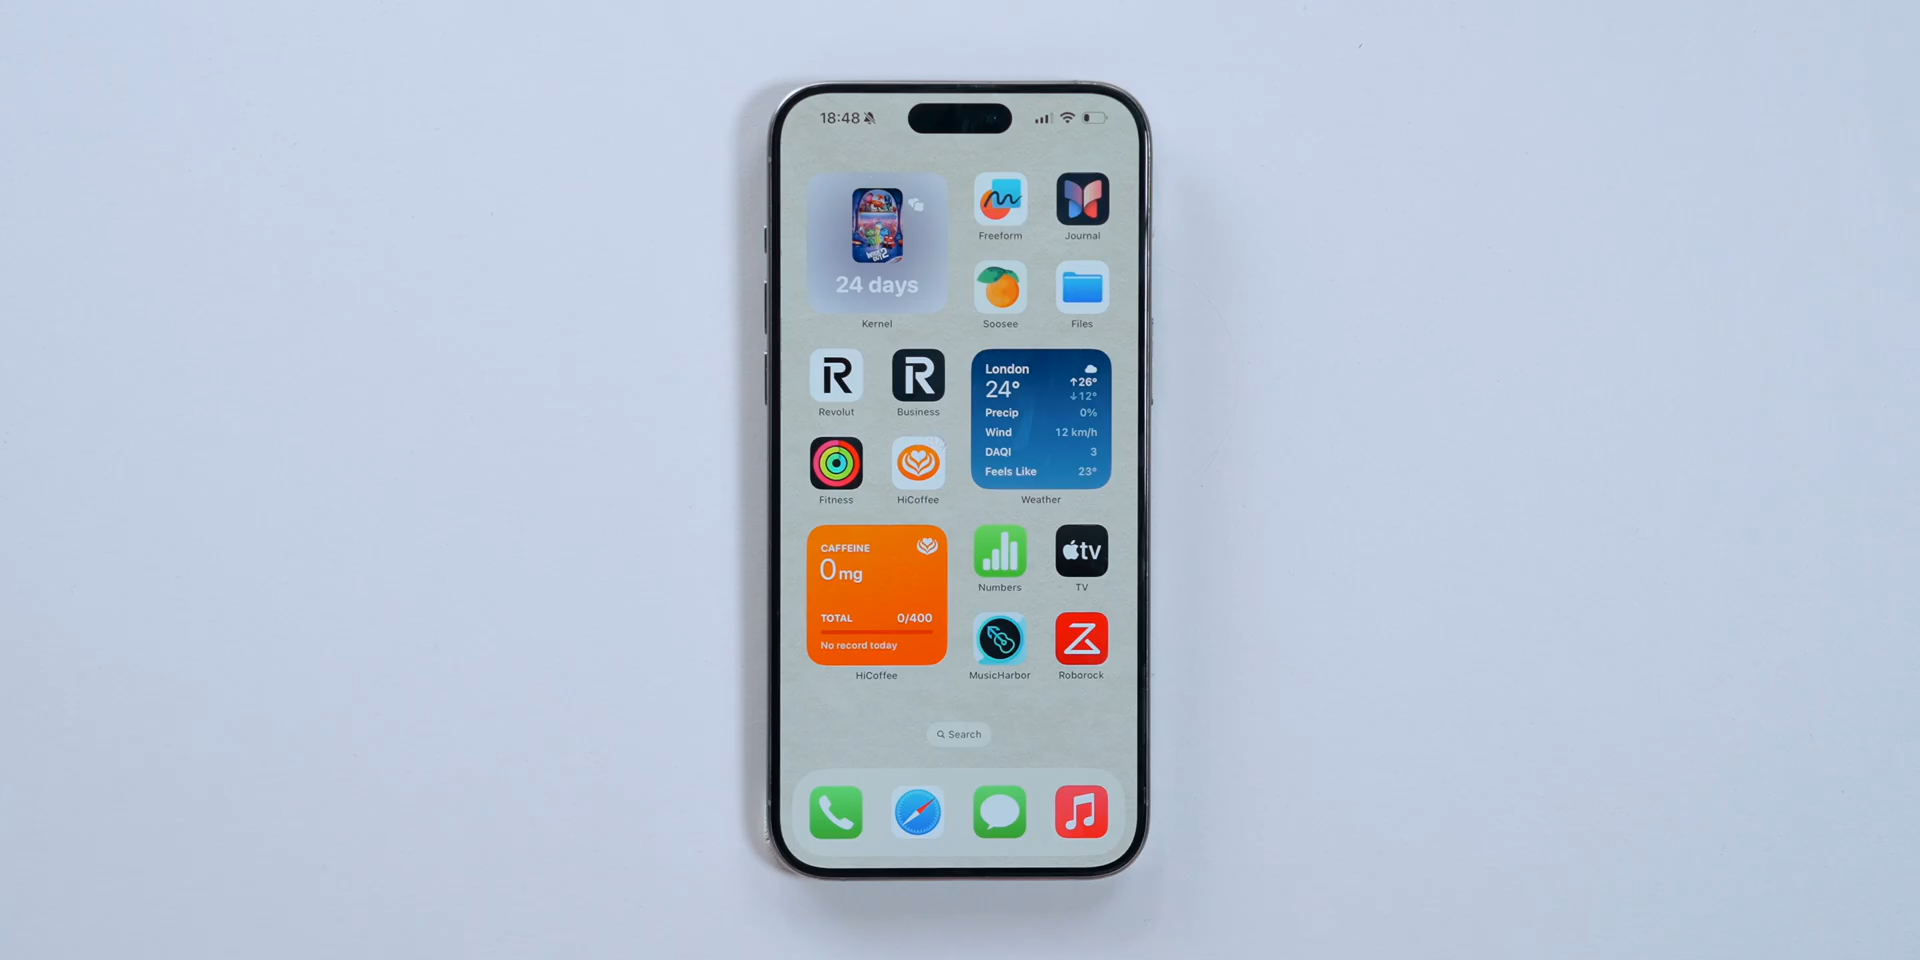 18:48
24 days
Kernel
Freeform
Journal
Soosee
Files
R
Revolut
R
Business
London
24°
↑26°
↓12°
Precip 0%
Wind 12 km/h
DAQI 3
Feels Like 23°
Weather
Fitness
HiCoffee
CAFFEINE
0mg
TOTAL 0/400
No record today
HiCoffee
Numbers
tv
TV
MusicHarbor
Roborock
Search